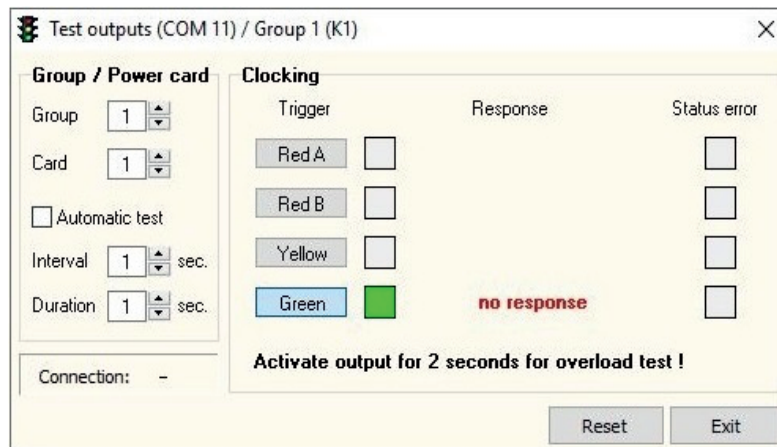 Test outputs (COM 11) / Group 1 (K1)
Group / Power card
Group 1
Card 1
Automatic test
Interval 1 sec.
Duration 1 sec.
Connection: -
Clocking
Trigger Response Status error
Red A
Red B
Yellow
Green no response
Activate output for 2 seconds for overload test !
Reset Exit